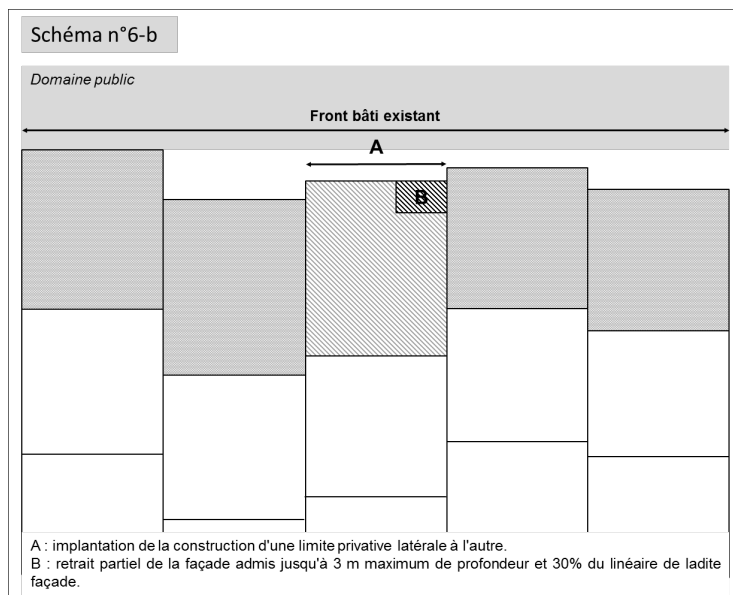 Schéma n°6-b
Domaine public
Front bâti existant
A
B
A : implantation de la construction d'une limite privative latérale à l'autre.
B : retrait partiel de la façade admis jusqu'à 3 m maximum de profondeur et 30% du linéaire de ladite
façade.